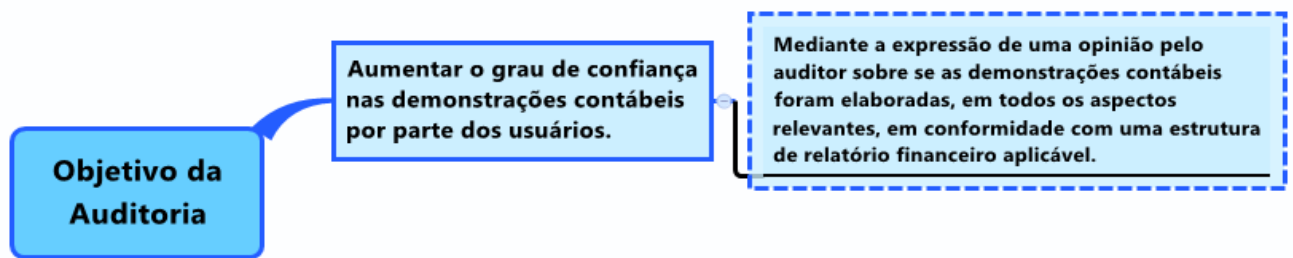 Objetivo da
Auditoria
Aumentar o grau de confiança
nas demonstrações contábeis
por parte dos usuários.
Mediante a expressão de uma opinião pelo
auditor sobre se as demonstrações contábeis
foram elaboradas, em todos os aspectos
relevantes, em conformidade com uma estrutura
de relatório financeiro aplicável.